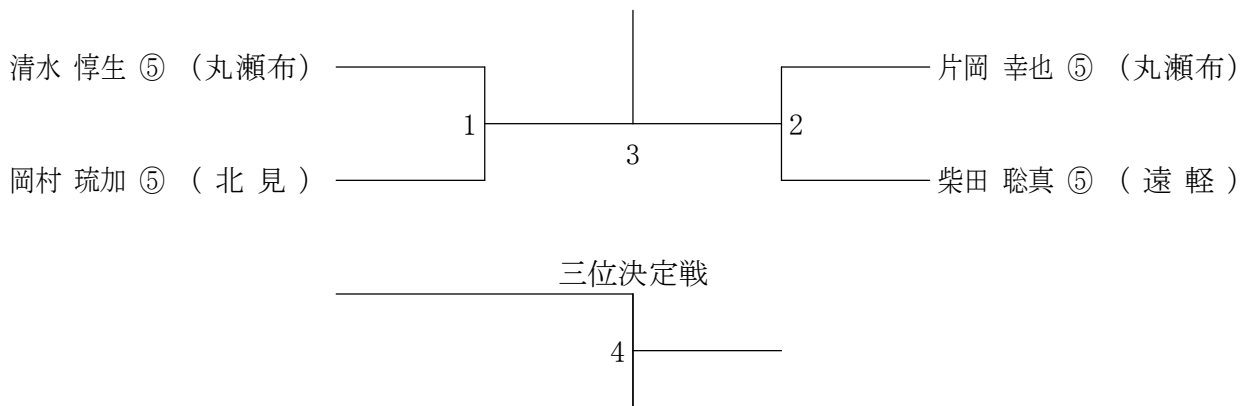 清水 惇生 ⑤ （丸瀬布）
片岡 幸也 ⑤ （丸瀬布）
1
2
3
岡村 琉加 ⑤ （ 北 見 ）
柴田 聡真 ⑤ （ 遠 軽 ）
三位決定戦
4